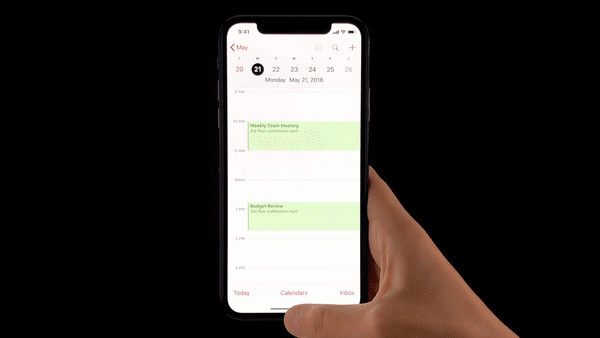 9:41
May
S M T W T F S
20 21 22 23 24 25 26
Monday May 21, 2018
9 AM
10 AM
Weekly Team Meeting
3rd floor conference room
11 AM
Noon
Budget Review
3rd floor conference room
1 PM
2 PM
3 PM
Today Calendars Inbox